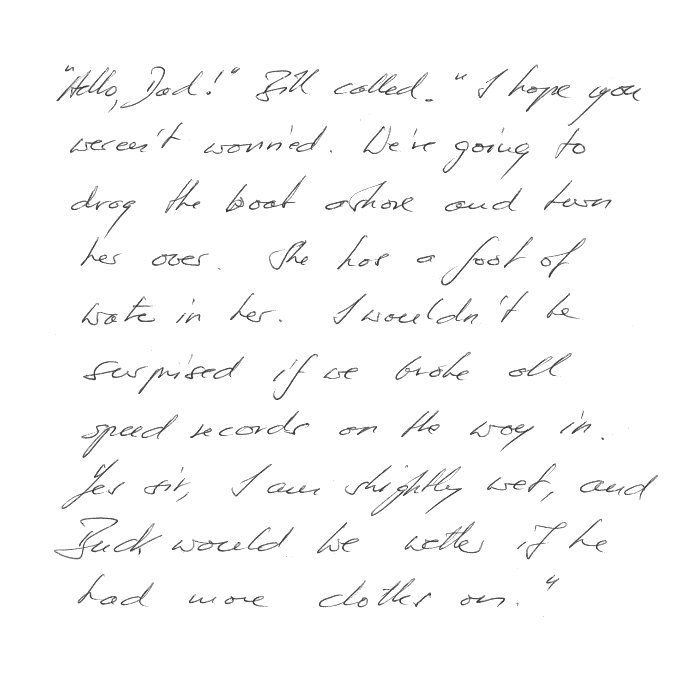 "Hello, Dad!" Bill called. "I hope you
weren't worried. We're going to
drag the boat ashore and turn
her over. She has a foot of
wate in her. I wouldn't be
surprised if we broke all
speed records on the way in.
Yes sir, I am slightly wet, and
Buck would be wetter if he
had more clothes on."